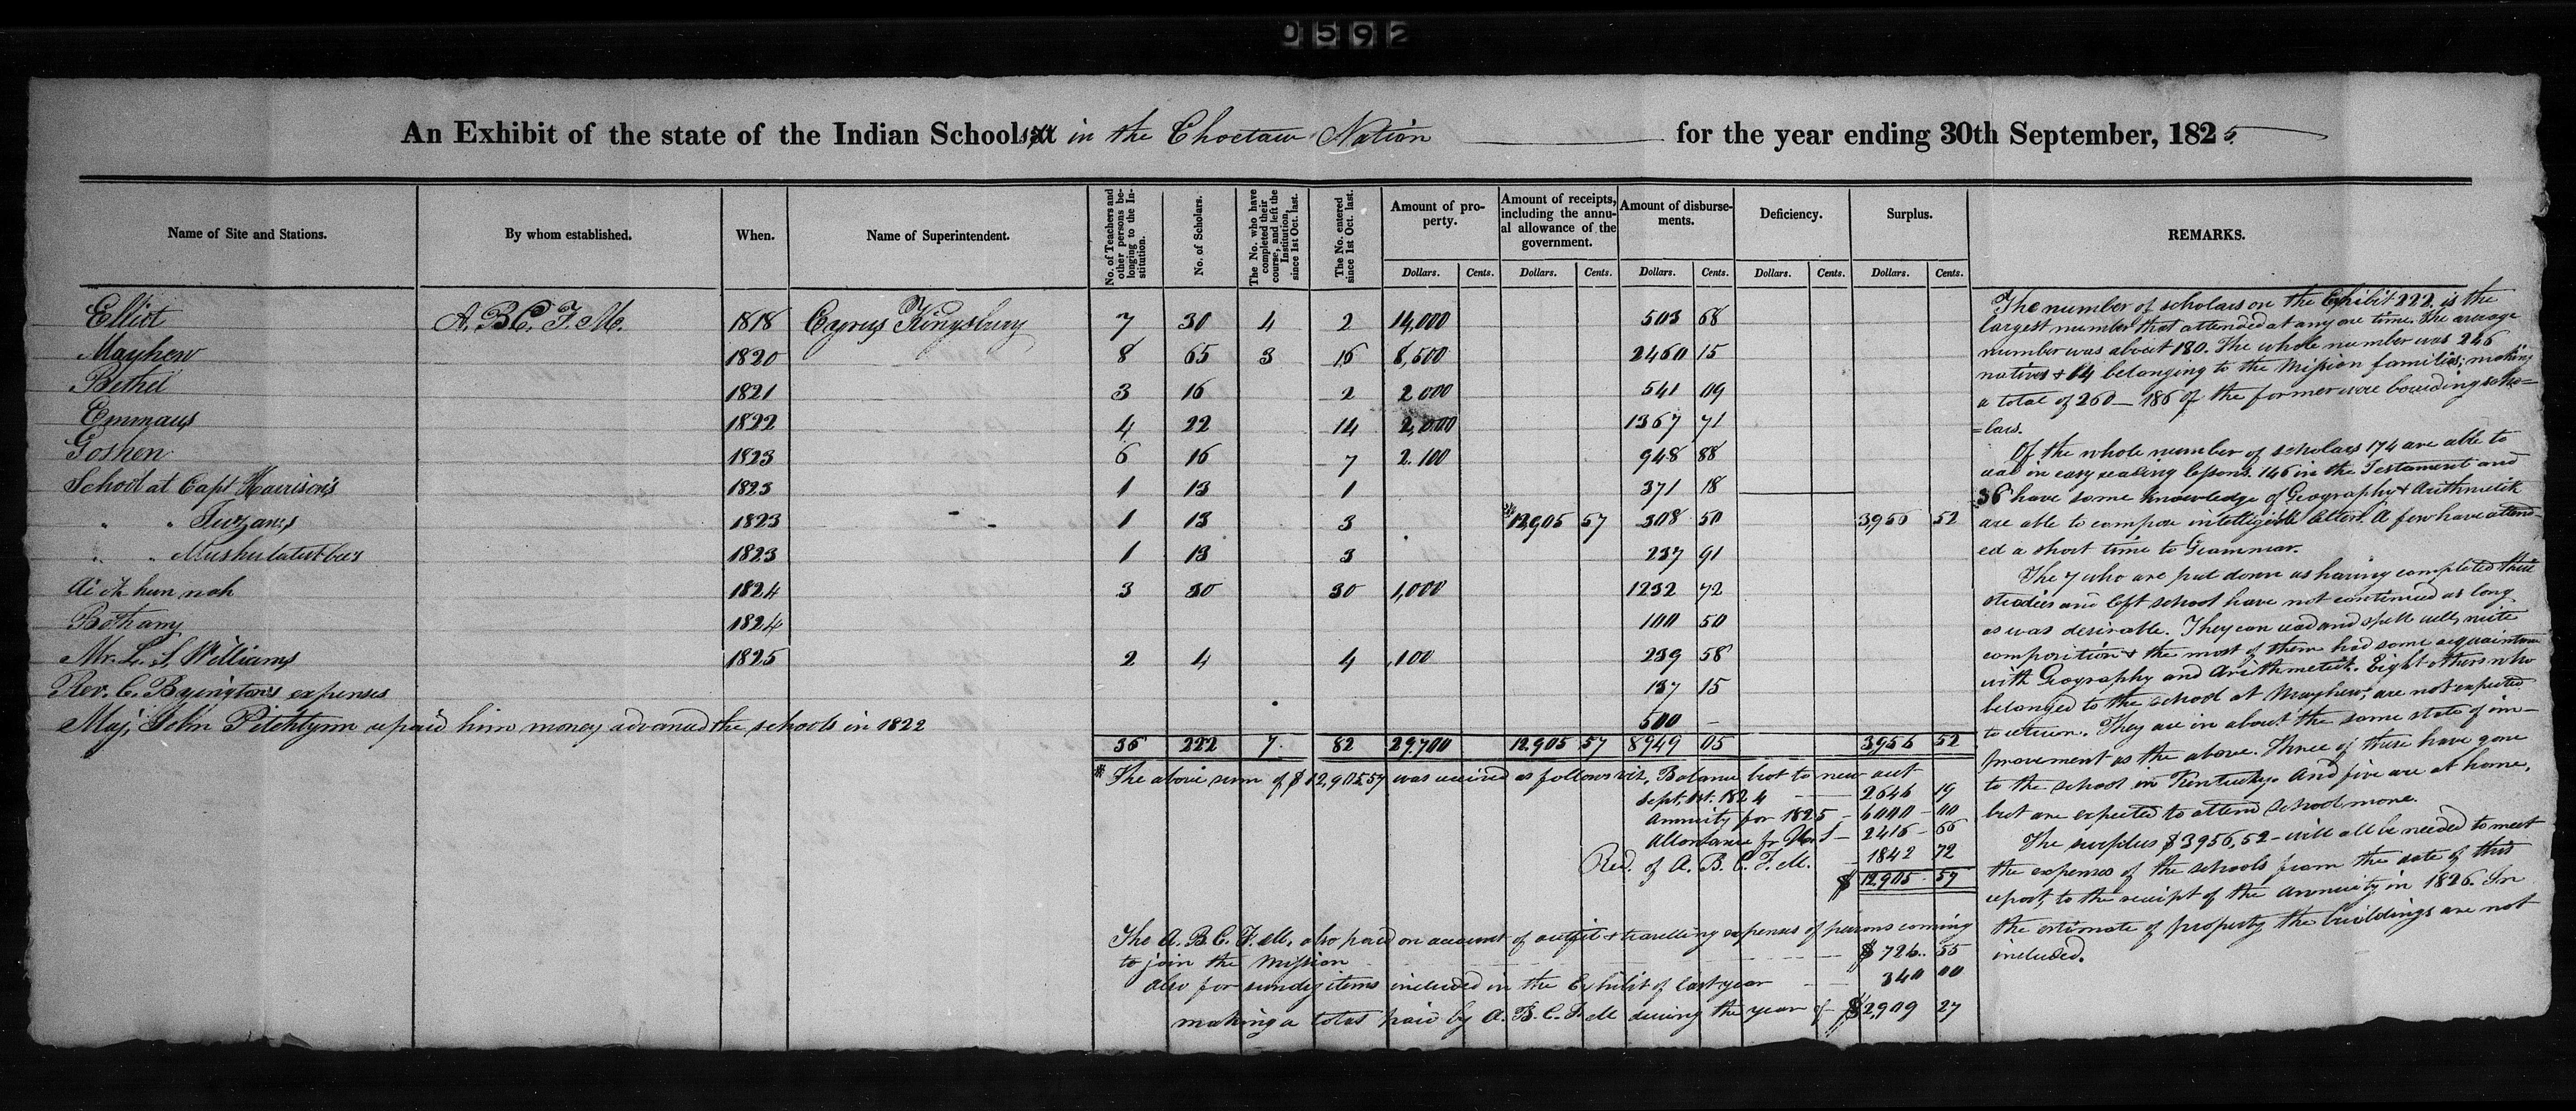 0592
An Exhibit of the state of the Indian Schools in the Choctaw Nation for the year ending 30th September, 1825
Name of Site and Stations. By whom established. When. Name of Superintendent. No. of Teachers and other persons belonging to the Institution. No. of Scholars. The No. who have completed their course, and left the Institution, since 1st Oct. last. The No. entered since 1st Oct. last. Amount of property. Amount of receipts, including the annual allowance of the government. Amount of disbursements. Deficiency. Surplus. REMARKS.
Dollars. Cents. Dollars. Cents. Dollars. Cents. Dollars. Cents. Dollars. Cents.
Elliot A. B. C. F. M. 1818 Cyrus Kingsbury 7 30 4 2 14,000 503 68
Mayhew 1820 8 65 3 16 8,500 2460 15
Bethel 1821 3 16 2 2 000 541 09
Emmaus 1822 4 22 14 2,000 1367 71
Goshen 1823 6 16 7 2.100 948 88
School at Capt Harrison's 1823 1 13 1 371 18
" " Juzan's 1823 - - 1 13 3 *12,905 57 308 50 3,956 52
" " Mushulatubbee's 1823 1 13 3 237 91
Ai ik hun nah 1824 3 30 30 1,000 1232 72
Bethany 1824 100 50
Mr. L. S. Williams 1825 2 4 4 100 239 58
Rev. C. Byington's expenses 137 15
Maj. John Pitchlynn repaid him money advanced the schools in 1822 500 –
36 222 7. 82 29.700 12.905 57 8949 05 3,956 52
* The above sum of $12,905.57 was received as follows viz, Balance brot to new acct
Sept. 1st. 1824 — 2646 19
Annuity for 1825 – 6000 – 00
Allowance fr Govt – 2416 – 66
Recd. of A. B. C. F. M. – 1842 72
$ 12.905 – 57
The A. B. C. F. M. also paid on account of outfit & travelling expenses of persons coming
to join the Mission $ 726.. 55
Also for sundry items included in the Exhibit of last year 340 00
making a total paid by A. B. C. F. M during the year of – $2,909 27
The number of scholars on the Exhibit 222. is the
largest number that attended at any one time. The average
number was about 180. The whole number was 246
natives & 14 belonging to the Mission families; making
a total of 260 – 186 of the former were boarding scho=
=lars.
Of the whole number of scholars 174 are able to
read in easy reading lessons. 146 in the Testament and
36 have some knowledge of Geography & Arithmetik
are able to compose intelligible letters. A few have attend–
ed a short time to Grammar.
The 7 who are put down as having completed their
studies and left school have not continued as long
as was desirable. They can read and spell well, write
composition & the most of them had some acquaintance
with Geography and Arithmetick. Eight others who
belonged to the school at Mayhew, are not expected
to return. They are in about the same state of im–
provement as the above. Three of these have gone
to the school in Kentucky. And five are at home,
but are expected to attend school more.
The surplus $3956,52 – will all be needed to meet
the expenses of the schools from the date of this
report, to the receipt of the annuity in 1826. In
the estimate of property the buildings are not
included.